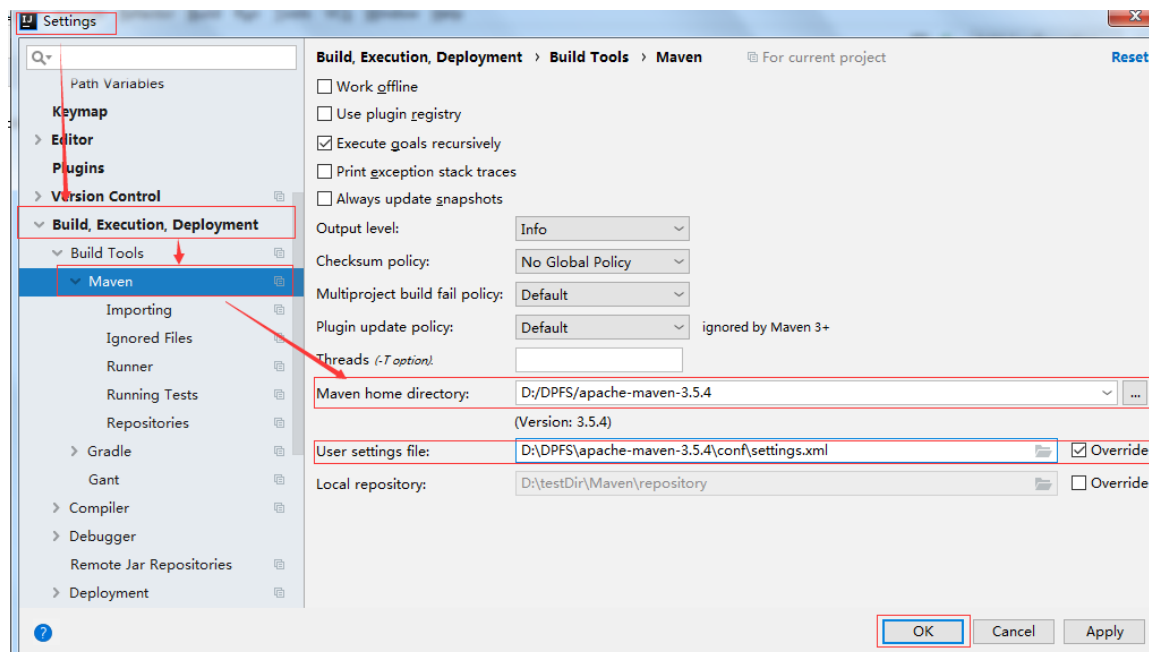 Settings
Build, Execution, Deployment › Build Tools › Maven For current project Reset
Path Variables
Keymap
Editor
Plugins
Version Control
Build, Execution, Deployment
Build Tools
Maven
Importing
Ignored Files
Runner
Running Tests
Repositories
Gradle
Gant
Compiler
Debugger
Remote Jar Repositories
Deployment
Work offline
Use plugin registry
Execute goals recursively
Print exception stack traces
Always update snapshots
Output level: Info
Checksum policy: No Global Policy
Multiproject build fail policy: Default
Plugin update policy: Default ignored by Maven 3+
Threads (-T option).
Maven home directory: D:/DPFS/apache-maven-3.5.4 ...
(Version: 3.5.4)
User settings file: D:\DPFS\apache-maven-3.5.4\conf\settings.xml Override
Local repository: D:\testDir\Maven\repository Override
? OK Cancel Apply